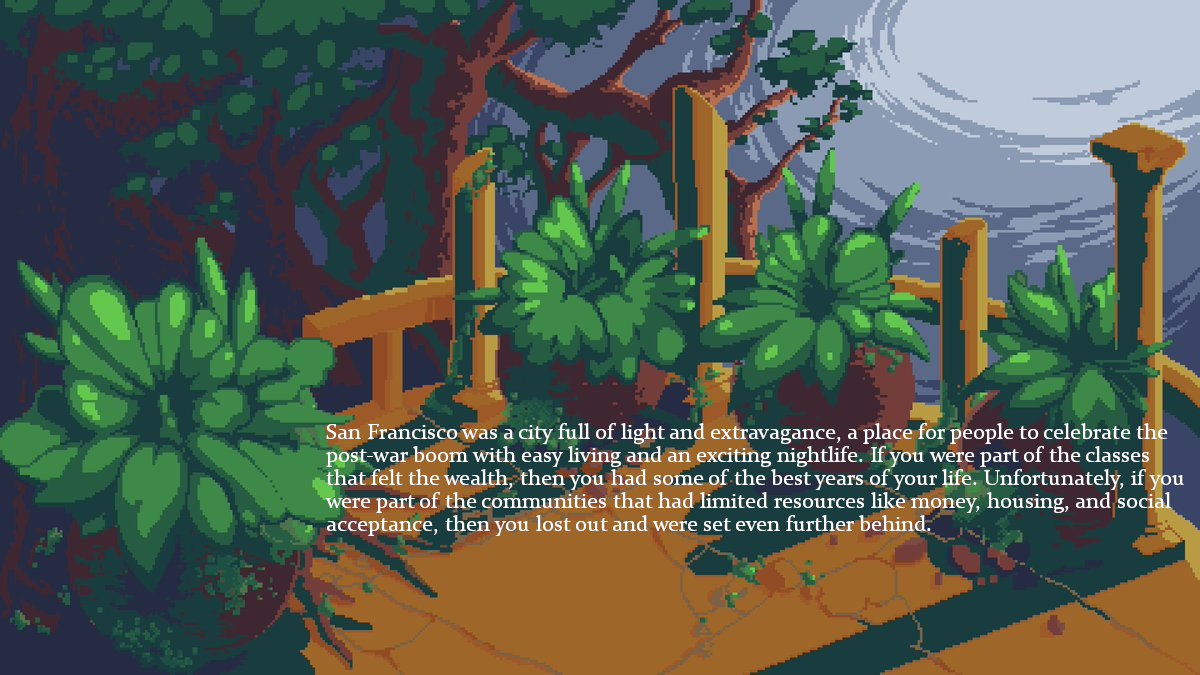 San Francisco was a city full of light and extravagance, a place for people to celebrate the
post-war boom with easy living and an exciting nightlife. If you were part of the classes
that felt the wealth, then you had some of the best years of your life. Unfortunately, if you
were part of the communities that had limited resources like money, housing, and social
acceptance, then you lost out and were set even further behind.